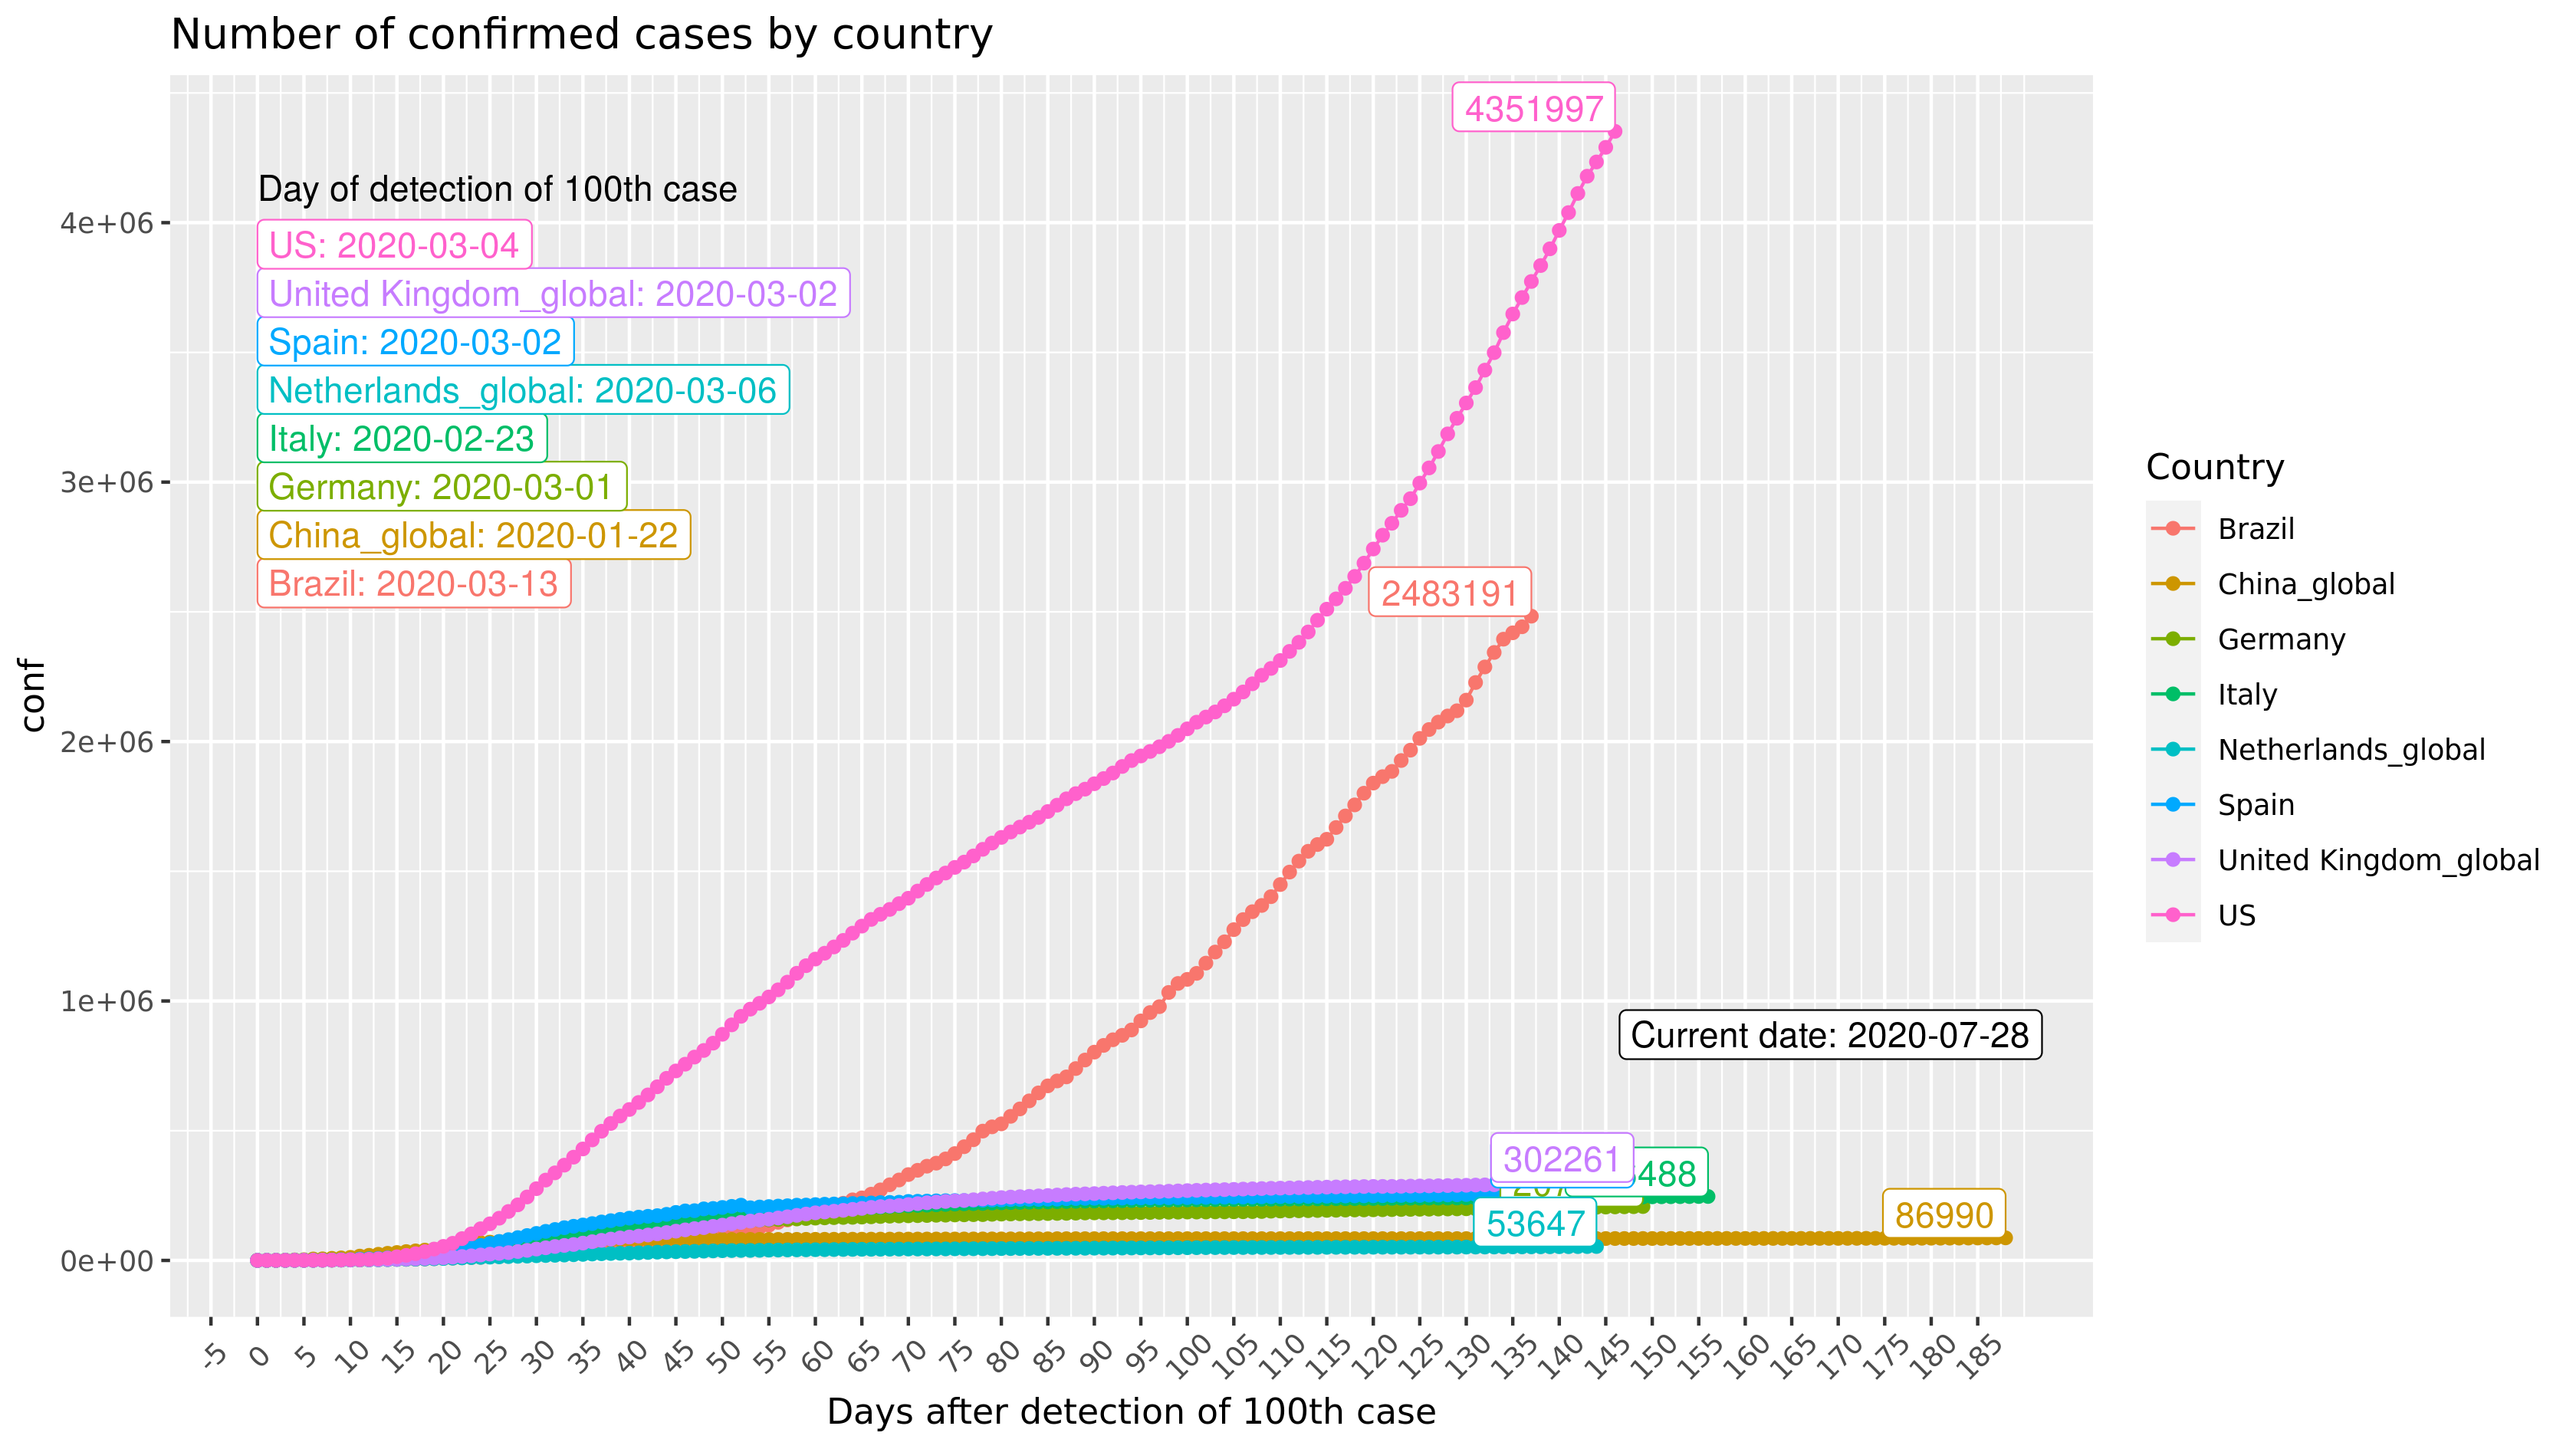 Number of confirmed cases by country
4351997
Day of detection of 100th case
4e+06
US: 2020-03-04
United Kingdom_global: 2020-03-02
Spain: 2020-03-02
Netherlands_global: 2020-03-06
Italy: 2020-02-23
3e+06
Germany: 2020-03-01
China_global: 2020-01-22
Brazil: 2020-03-13
2483191
conf
2e+06
1e+06
Current date: 2020-07-28
302261
488
53647
86990
0e+00
-5 0 5 10 15 20 25 30 35 40 45 50 55 60 65 70 75 80 85 90 95 100 105 110 115 120 125 130 135 140 145 150 155 160 165 170 175 180 185
Days after detection of 100th case
Country
Brazil
China_global
Germany
Italy
Netherlands_global
Spain
United Kingdom_global
US